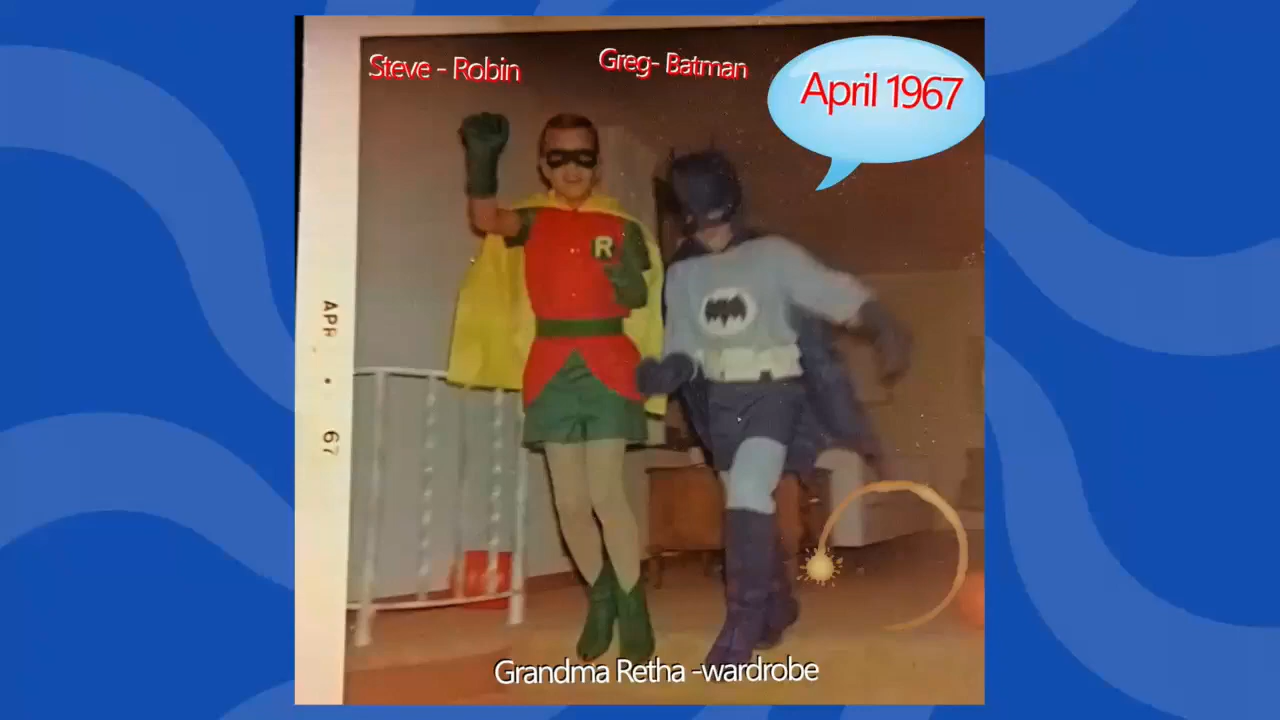 Steve - Robin
Greg- Batman
April 1967
R
APR
• 67
Grandma Retha -wardrobe